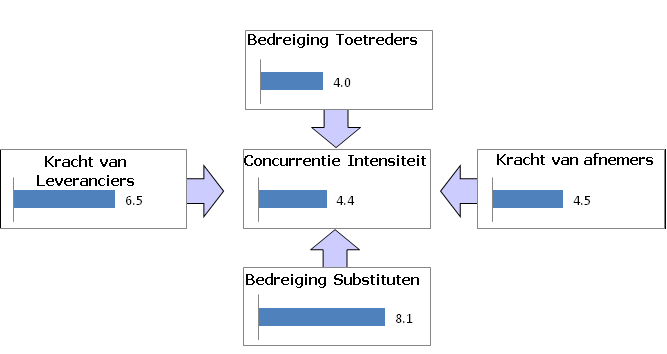 Bedreiging Toetreders
4.0
Kracht van
Leveranciers
6.5
Concurrentie Intensiteit
4.4
Kracht van afnemers
4.5
Bedreiging Substituten
8.1